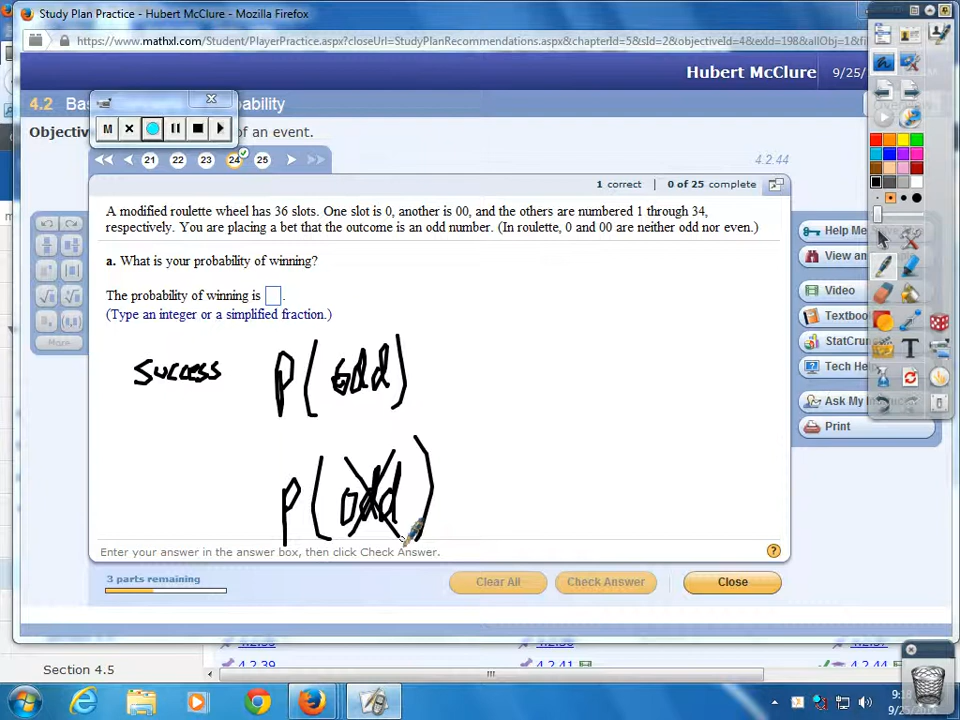 Study Plan Practice - Hubert McClure - Mozilla Firefox
https://www.mathxl.com/Student/PlayerPractice.aspx?closeUrl=StudyPlanRecommendations.aspx&chapterId=5&sId=2&objectiveId=4&exId=198&allObj=1&fi
Hubert McClure 9/25/
4.2 Bas ability
M
Objectiv of an event.
21 22 23 24 25
4.2.44
1 correct | 0 of 25 complete
A modified roulette wheel has 36 slots. One slot is 0, another is 00, and the others are numbered 1 through 34,
respectively. You are placing a bet that the outcome is an odd number. (In roulette, 0 and 00 are neither odd nor even.)
a. What is your probability of winning?
The probability of winning is .
(Type an integer or a simplified fraction.)
More
Success P(odd)
P(odd)
Help Me
View an
Video
Textboo
StatCrun
Tech Help
Ask My In
Print
Enter your answer in the answer box, then click Check Answer.
3 parts remaining
Clear All Check Answer Close
4.2.39 4.2.41 4.2.44
Section 4.5